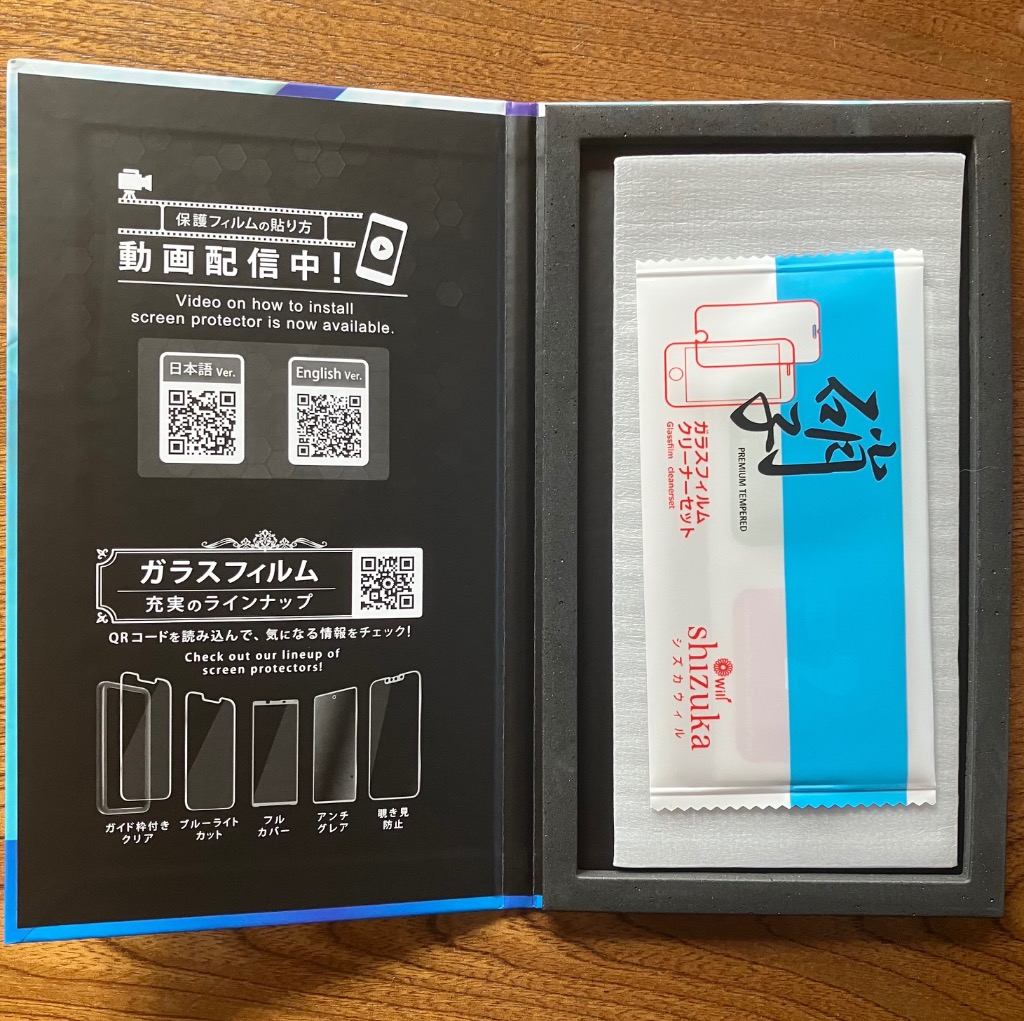 保護フィルムの貼り方
動画配信中!
Video on how to install
screen protector is now available.
日本語 Ver.
English Ver.
ガラスフィルム
充実のラインナップ
QRコードを読み込んで、気になる情報をチェック!
Check out our lineup of
screen protectors!
ガイド枠付き
クリア
ブルーライト
カット
フル
カバー
アンチ
グレア
覗き見
防止
硝子
PREMIUM TEMPERED
ガラスフィルム
クリーナーセット
Glassfilm cleanerset
will
shizuka
シズカウィル